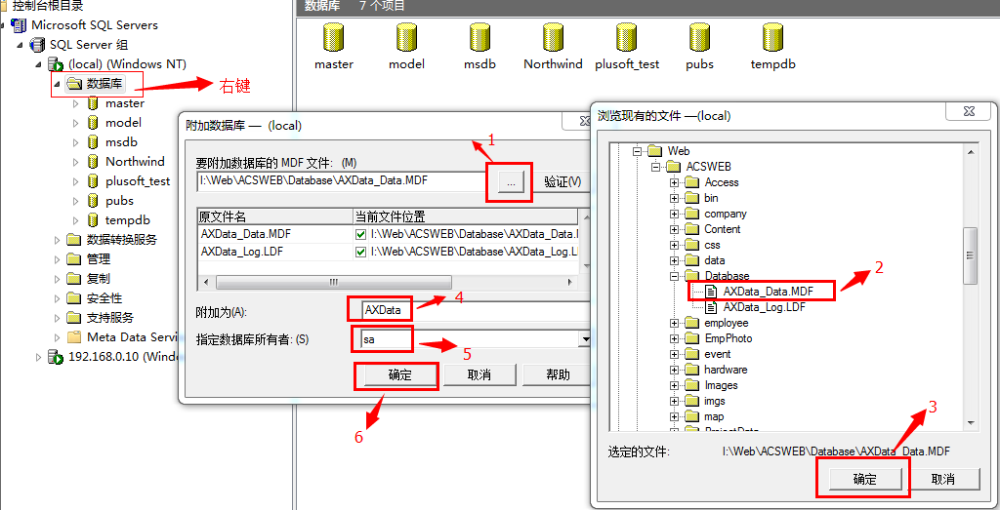 控制台根目录
Microsoft SQL Servers
SQL Server 组
(local) (Windows NT)
数据库
右键
master
model
msdb
Northwind
plusoft_test
pubs
tempdb
数据转换服务
管理
复制
安全性
支持服务
Meta Data Servi
192.168.0.10 (Windo
数据库 7 个项目
master model msdb Northwind plusoft_test pubs tempdb
附加数据库 — (local)
1
要附加数据库的 MDF 文件: (M)
I:\Web\ACSWEB\Database\AXData_Data.MDF ... 验证(V)
原文件名 当前文件位置
AXData_Data.MDF I:\Web\ACSWEB\Database\AXData_Data.M
AXData_Log.LDF I:\Web\ACSWEB\Database\AXData_Log.L
附加为(A): AXData 4
指定数据库所有者: (S) sa 5
确定 取消 帮助
6
浏览现有的文件 —(local)
Web
ACSWEB
Access
bin
company
Content
css
data
Database
AXData_Data.MDF 2
AXData_Log.LDF
employee
EmpPhoto
event
hardware
Images
imgs
map
ProjectData
3
选定的文件: I:\Web\ACSWEB\Database\AXData_Data.MDF
确定 取消